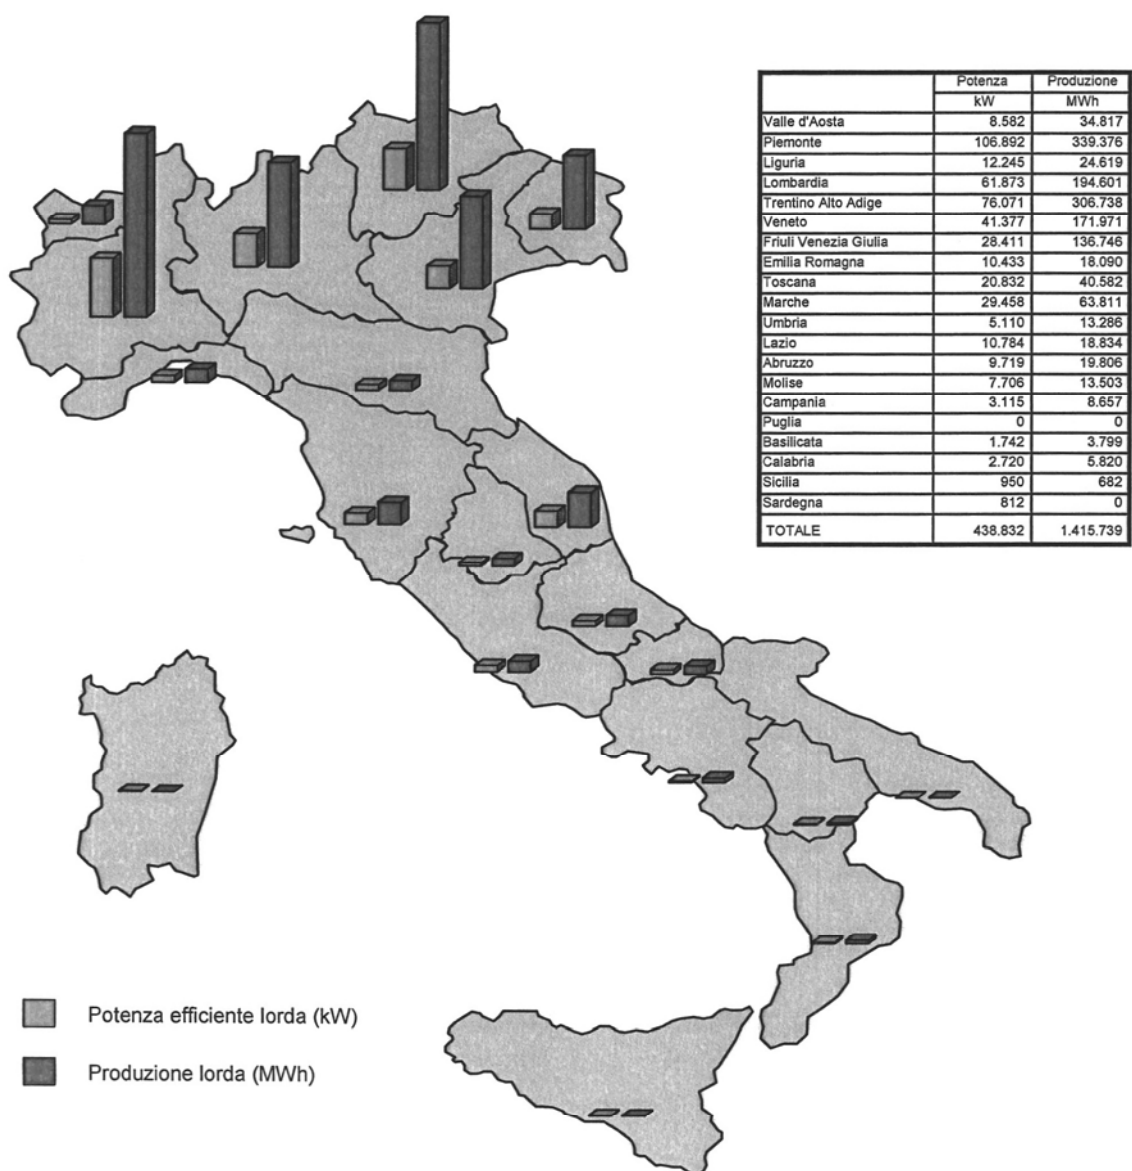 Potenza Produzione
kW MWh
Valle d'Aosta 8.582 34.817
Piemonte 106.892 339.376
Liguria 12.245 24.619
Lombardia 61.873 194.601
Trentino Alto Adige 76.071 306.738
Veneto 41.377 171.971
Friuli Venezia Giulia 28.411 136.746
Emilia Romagna 10.433 18.090
Toscana 20.832 40.582
Marche 29.458 63.811
Umbria 5.110 13.286
Lazio 10.784 18.834
Abruzzo 9.719 19.806
Molise 7.706 13.503
Campania 3.115 8.657
Puglia 0 0
Basilicata 1.742 3.799
Calabria 2.720 5.820
Sicilia 950 682
Sardegna 812 0
TOTALE 438.832 1.415.739
Potenza efficiente lorda (kW)
Produzione lorda (MWh)